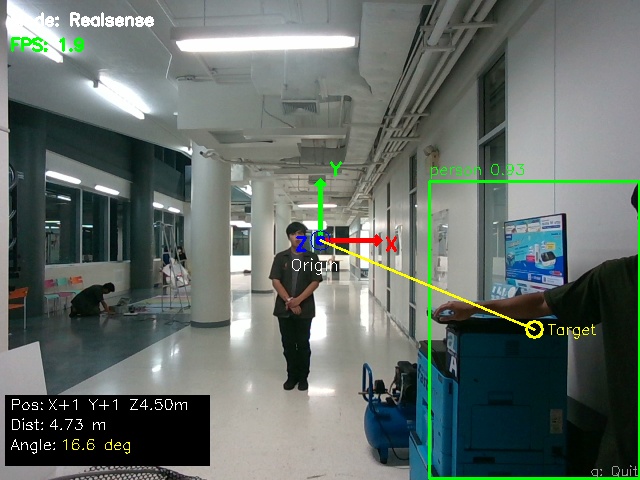 Mode: Realsense
FPS: 1.9
Y
person 0.93
Z
X
Origin
Target
A
Pos: X+1 Y+1 Z4.50m
Dist: 4.73 m
Angle: 16.6 deg
q: Quit